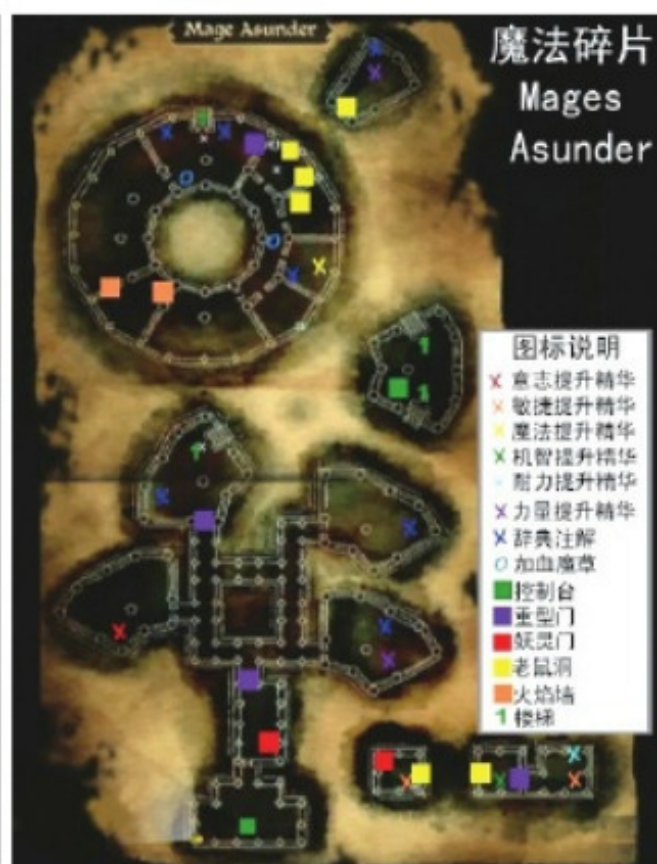 Mage Asunder
魔法碎片
Mages
Asunder
图标说明
x 意志提升精华
x 敏捷提升精华
x 魔法提升精华
x 机智提升精华
耐力提升精华
x 力量提升精华
x 辞典注解
o 加血魔草
控制台
重型门
妖灵门
老鼠洞
火焰墙
1 楼梯